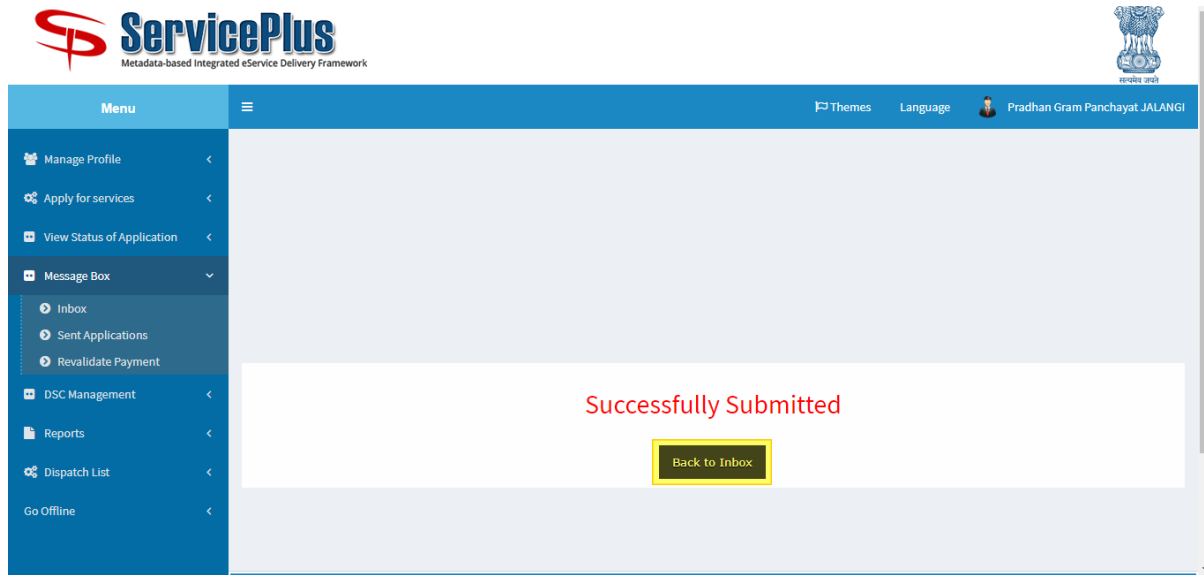 ServicePlus
Metadata-based Integrated eService Delivery Framework
सत्यमेव जयते
Menu
Themes Language Pradhan Gram Panchayat JALANGI
Manage Profile
Apply for services
View Status of Application
Message Box
Inbox
Sent Applications
Revalidate Payment
DSC Management
Reports
Dispatch List
Go Offline
Successfully Submitted
Back to Inbox